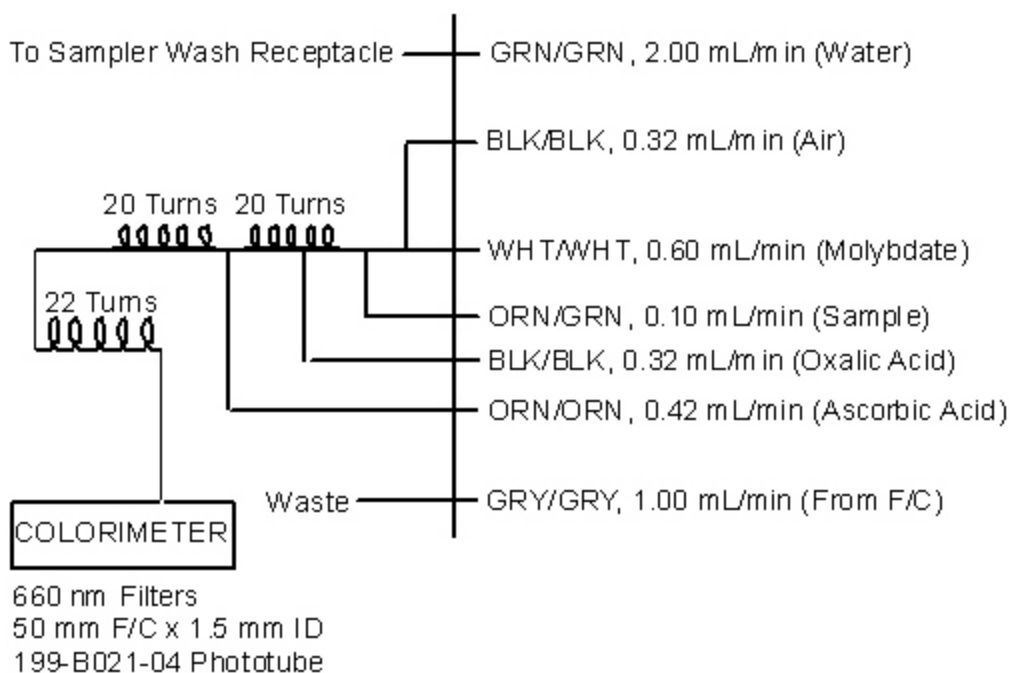 To Sampler Wash Receptacle
GRN/GRN, 2.00 mL/min (Water)
BLK/BLK, 0.32 mL/min (Air)
20 Turns 20 Turns
WHT/WHT, 0.60 mL/min (Molybdate)
22 Turns
ORN/GRN, 0.10 mL/min (Sample)
BLK/BLK, 0.32 mL/min (Oxalic Acid)
ORN/ORN, 0.42 mL/min (Ascorbic Acid)
Waste
GRY/GRY, 1.00 mL/min (From F/C)
COLORIMETER
660 nm Filters
50 mm F/C x 1.5 mm ID
199-B021-04 Phototube